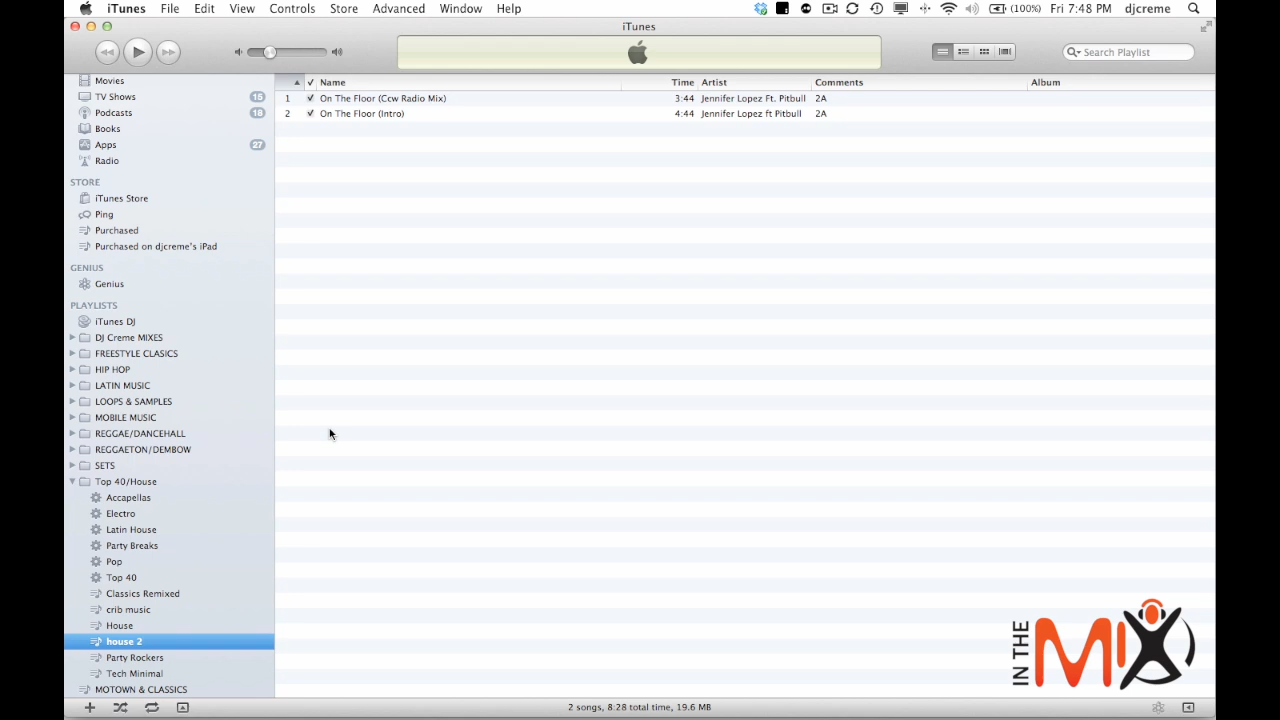 iTunes File Edit View Controls Store Advanced Window Help (100%) Fri 7:48 PM djcreme
iTunes
Search Playlist
Movies
TV Shows 15
Podcasts 18
Books
Apps 27
Radio
STORE
iTunes Store
Ping
Purchased
Purchased on djcreme's iPad
GENIUS
Genius
PLAYLISTS
iTunes DJ
DJ Creme MIXES
FREESTYLE CLASICS
HIP HOP
LATIN MUSIC
LOOPS & SAMPLES
MOBILE MUSIC
REGGAE/DANCEHALL
REGGAETON/DEMBOW
SETS
Top 40/House
Accapellas
Electro
Latin House
Party Breaks
Pop
Top 40
Classics Remixed
crib music
House
house 2
Party Rockers
Tech Minimal
MOTOWN & CLASSICS
Name Time Artist Comments Album
1 On The Floor (Ccw Radio Mix) 3:44 Jennifer Lopez Ft. Pitbull 2A
2 On The Floor (Intro) 4:44 Jennifer Lopez ft Pitbull 2A
IN THE MIX
2 songs, 8:28 total time, 19.6 MB